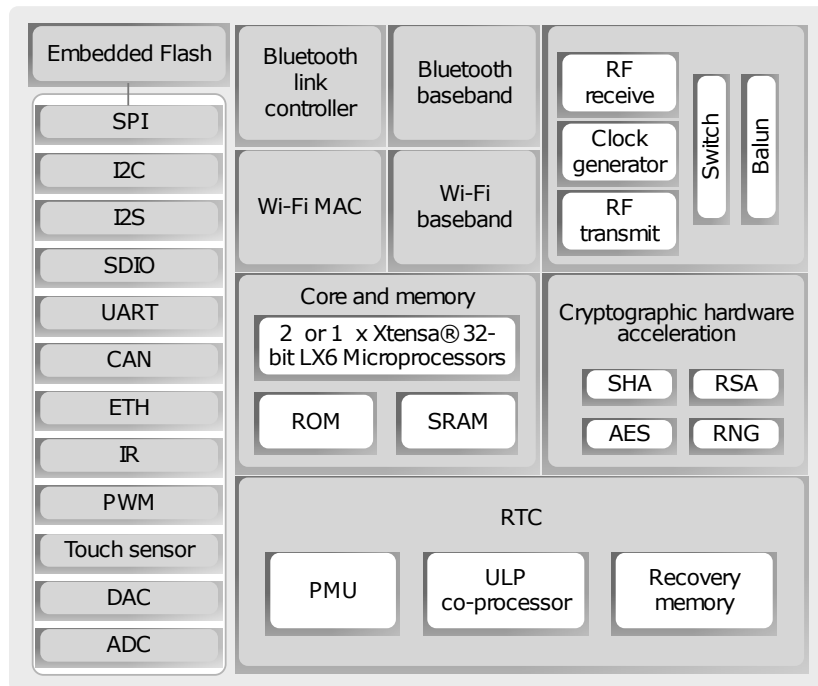 Embedded Flash
SPI
I2C
I2S
SDIO
UART
CAN
ETH
IR
PWM
Touch sensor
DAC
ADC
Bluetooth
link
controller
Bluetooth
baseband
Wi-Fi MAC
Wi-Fi
baseband
RF
receive
Clock
generator
RF
transmit
Switch
Balun
Core and memory
2 or 1 x Xtensa® 32-
bit LX6 Microprocessors
ROM
SRAM
Cryptographic hardware
acceleration
SHA
RSA
AES
RNG
RTC
PMU
ULP
co-processor
Recovery
memory